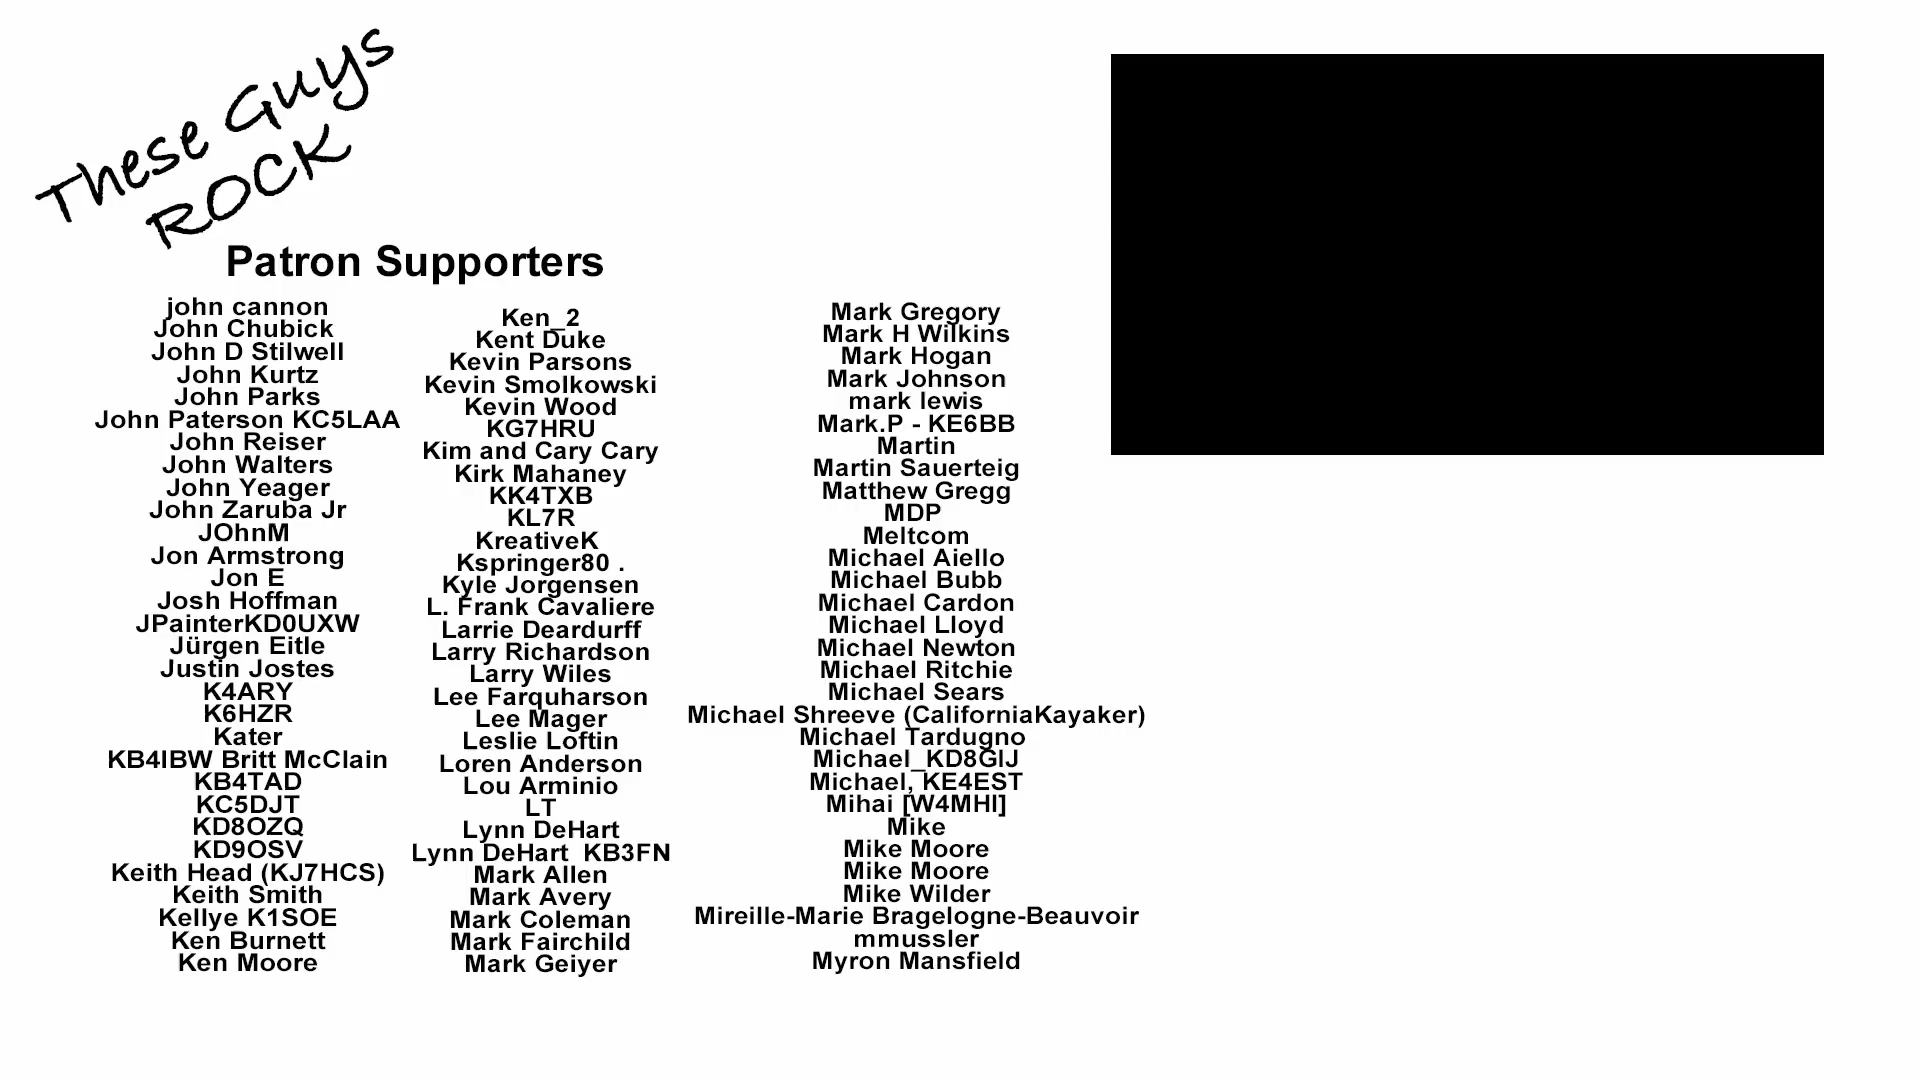 These Guys
ROCK
Patron Supporters
john cannon
John Chubick
John D Stilwell
John Kurtz
John Parks
John Paterson KC5LAA
John Reiser
John Walters
John Yeager
John Zaruba Jr
JOhnM
Jon Armstrong
Jon E
Josh Hoffman
JPainterKD0UXW
Jürgen Eitle
Justin Jostes
K4ARY
K6HZR
Kater
KB4IBW Britt McClain
KB4TAD
KC5DJT
KD8OZQ
KD9OSV
Keith Head (KJ7HCS)
Keith Smith
Kellye K1SOE
Ken Burnett
Ken Moore
Ken_2
Kent Duke
Kevin Parsons
Kevin Smolkowski
Kevin Wood
KG7HRU
Kim and Cary Cary
Kirk Mahaney
KK4TXB
KL7R
KreativeK
Kspringer80 .
Kyle Jorgensen
L. Frank Cavaliere
Larrie Deardurff
Larry Richardson
Larry Wiles
Lee Farquharson
Lee Mager
Leslie Loftin
Loren Anderson
Lou Arminio
LT
Lynn DeHart
Lynn DeHart  KB3FN
Mark Allen
Mark Avery
Mark Coleman
Mark Fairchild
Mark Geiyer
Mark Gregory
Mark H Wilkins
Mark Hogan
Mark Johnson
mark lewis
Mark.P - KE6BB
Martin
Martin Sauerteig
Matthew Gregg
MDP
Meltcom
Michael Aiello
Michael Bubb
Michael Cardon
Michael Lloyd
Michael Newton
Michael Ritchie
Michael Sears
Michael Shreeve (CaliforniaKayaker)
Michael Tardugno
Michael_KD8GIJ
Michael, KE4EST
Mihai [W4MHI]
Mike
Mike Moore
Mike Moore
Mike Wilder
Mireille-Marie Bragelogne-Beauvoir
mmussler
Myron Mansfield